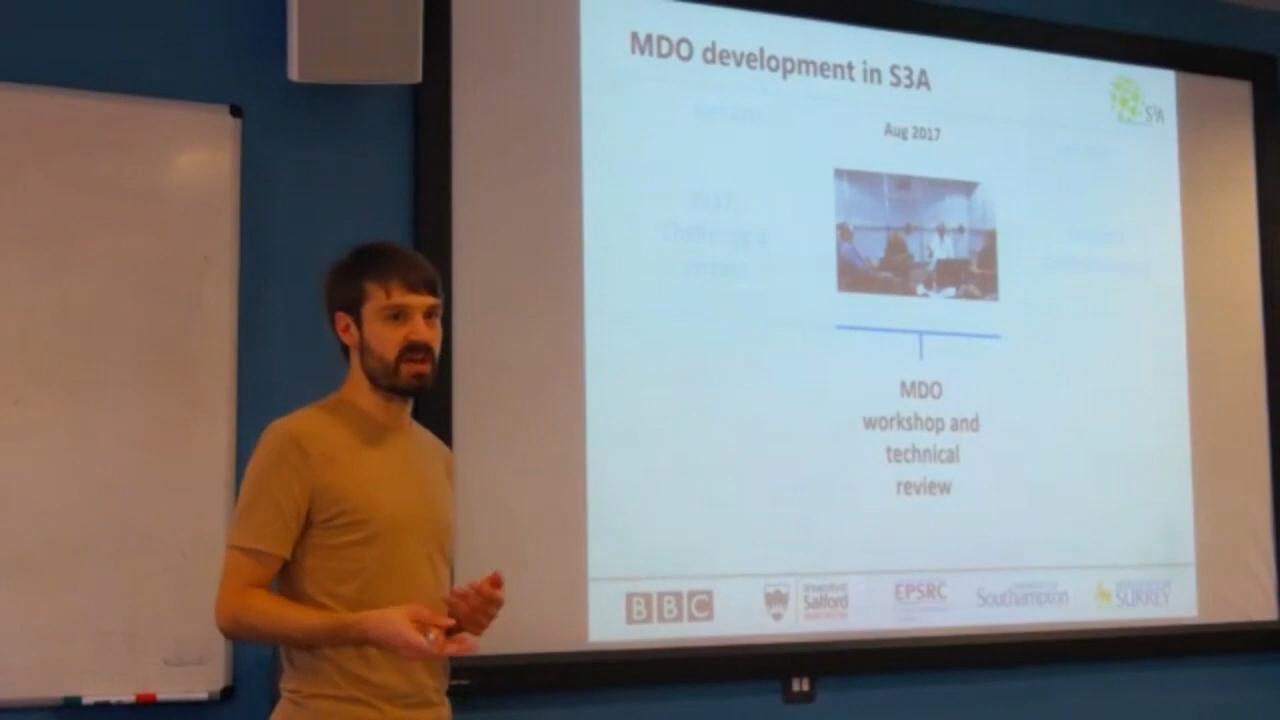 MDO development in S3A
S3A
Aug 2017
MDO
workshop and
technical
review
BBC
Salford
EPSRC
Southampton
SURREY